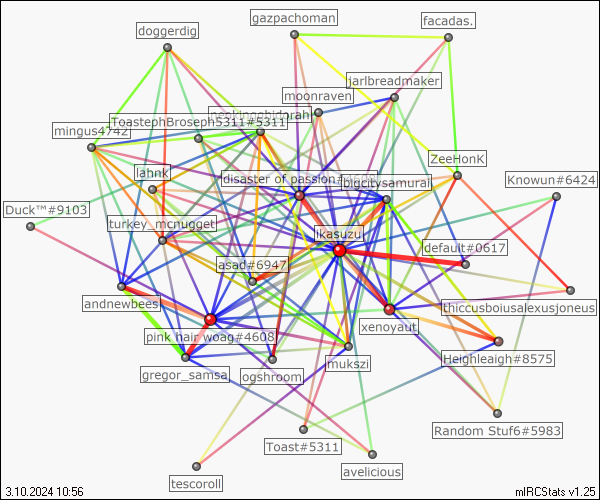 gazpachoman
facadas.
doggerdig
jarlbreadmaker
moonraven
ToastephBroseph5311#5311
mingus4742
ZeeHonK
lahnk
disaster of passion#4608
bigcitysamurai
Knowun#6424
Duck™#9103
turkey_mcnugget
ikasuzu
default#0617
asad#6947
andnewbees
thiccusboiusalexusjoneus
xenoyaut
pink hair woag#4608
Heighleaigh#8575
mukszi
gregor_samsa
ogshroom
Random Stuf6#5983
Toast#5311
avelicious
tescoroll
3.10.2024 10:56
mIRCStats v1.25